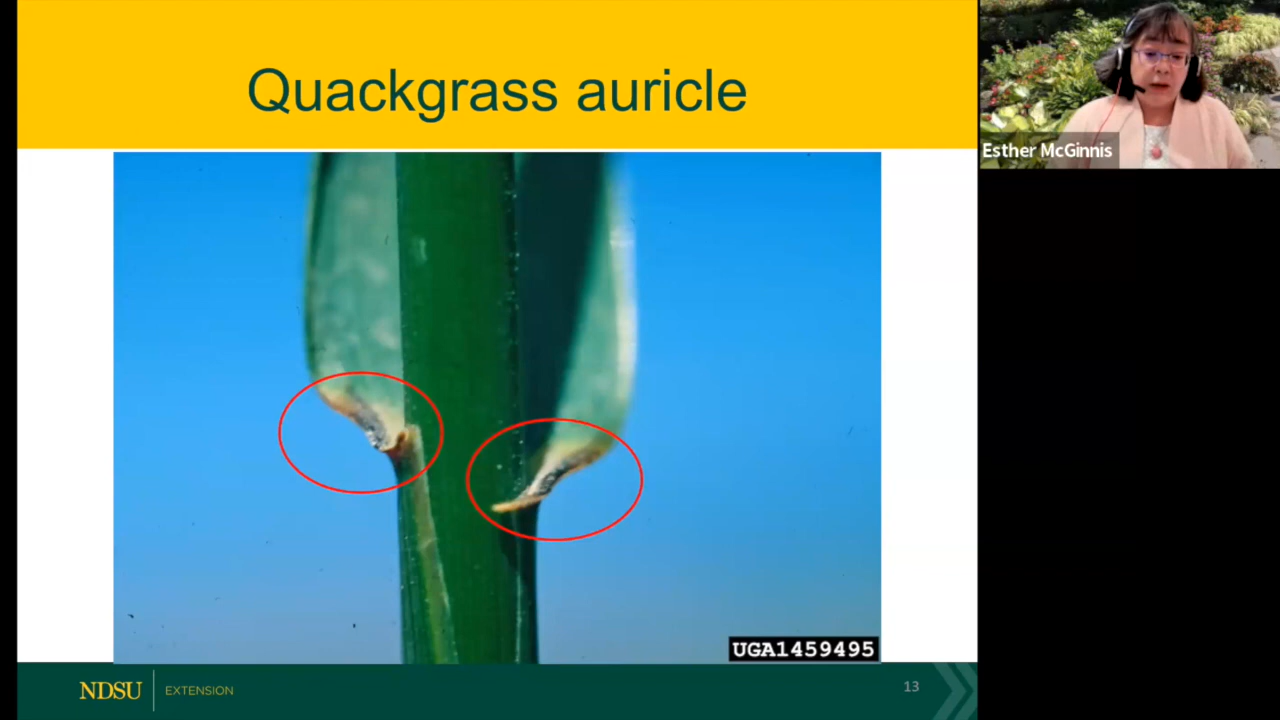 Quackgrass auricle
Esther McGinnis
UGA1459495
NDSU EXTENSION
13